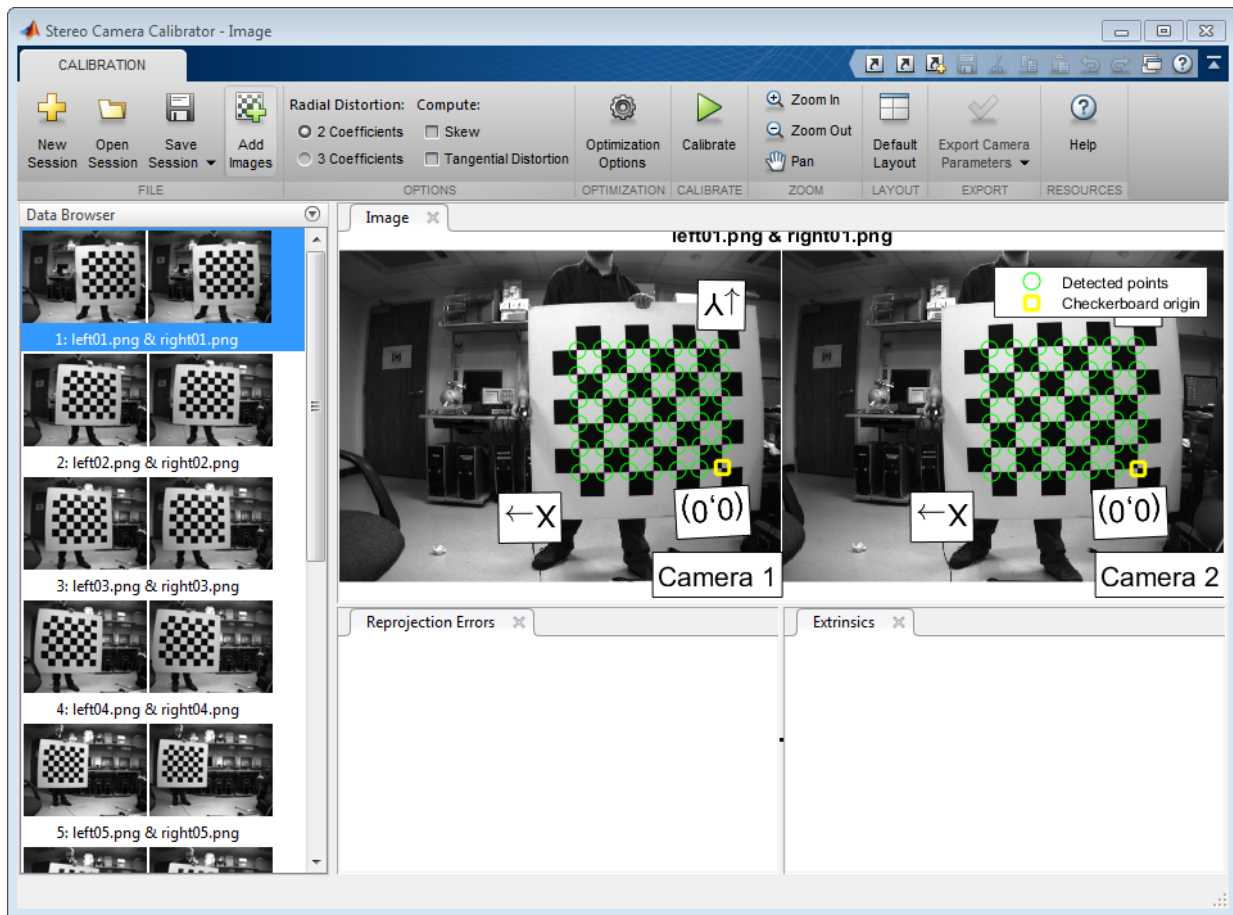 Stereo Camera Calibrator - Image
CALIBRATION
New Session
Open Session
Save Session
Add Images
FILE
Radial Distortion:
2 Coefficients
3 Coefficients
Compute:
Skew
Tangential Distortion
OPTIONS
Optimization Options
OPTIMIZATION
Calibrate
CALIBRATE
Zoom In
Zoom Out
Pan
ZOOM
Default Layout
LAYOUT
Export Camera Parameters
EXPORT
Help
RESOURCES
Data Browser
1: left01.png & right01.png
2: left02.png & right02.png
3: left03.png & right03.png
4: left04.png & right04.png
5: left05.png & right05.png
Image
left01.png & right01.png
Y→
←X
(0,0)
Camera 1
Detected points
Checkerboard origin
←X
(0,0)
Camera 2
Reprojection Errors
Extrinsics